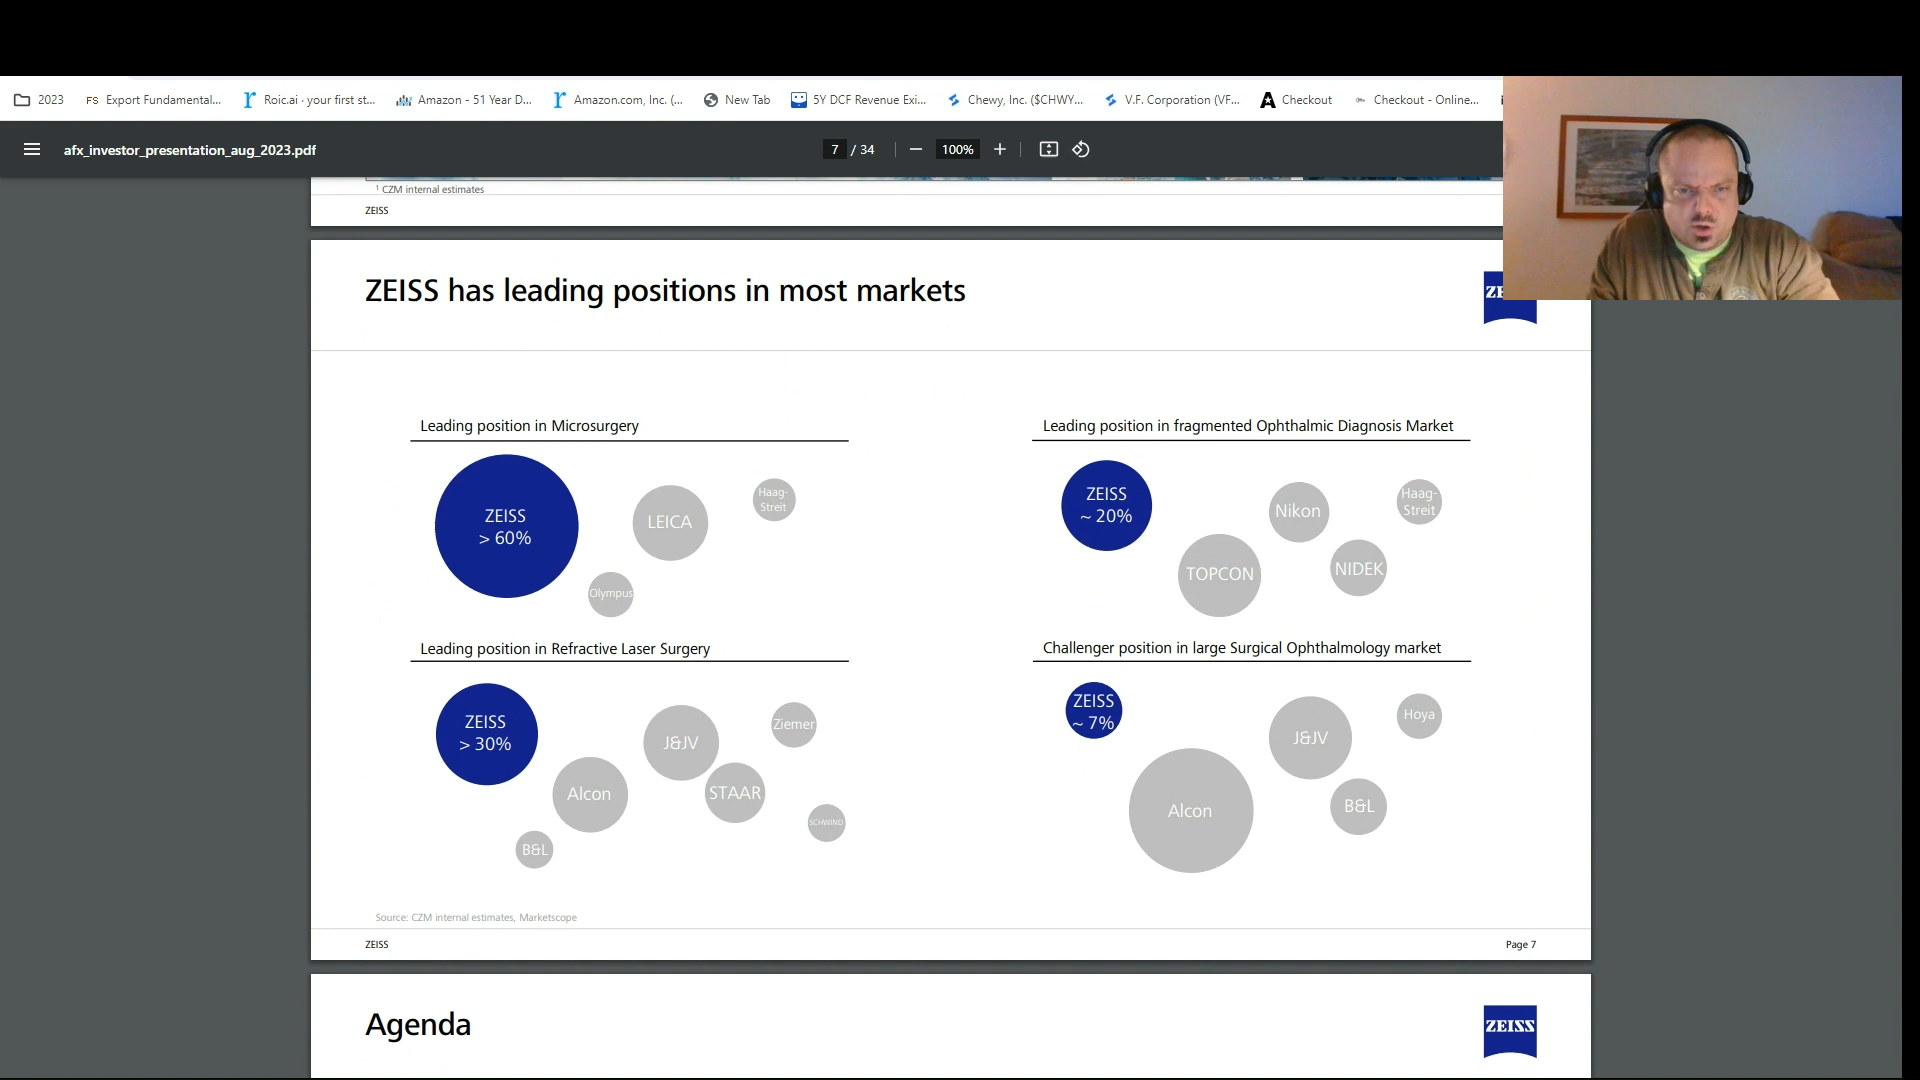 2023
FS Export Fundamental...
Roic.ai · your first st...
Amazon - 51 Year D...
Amazon.com, Inc. (...
New Tab
5Y DCF Revenue Exi...
Chewy, Inc. ($CHWY...
V.F. Corporation (VF...
Checkout
Checkout - Online...
afx_investor_presentation_aug_2023.pdf
7 / 34
100%
¹ CZM internal estimates
ZEISS
ZEISS has leading positions in most markets
Leading position in Microsurgery
ZEISS
> 60%
LEICA
Haag-
Streit
Olympus
Leading position in fragmented Ophthalmic Diagnosis Market
ZEISS
~ 20%
TOPCON
Nikon
NIDEK
Haag-
Streit
Leading position in Refractive Laser Surgery
ZEISS
> 30%
Alcon
B&L
J&JV
STAAR
Ziemer
SCHWIND
Challenger position in large Surgical Ophthalmology market
ZEISS
~ 7%
Alcon
J&JV
B&L
Hoya
Source: CZM internal estimates, Marketscope
ZEISS
Page 7
Agenda
ZEISS